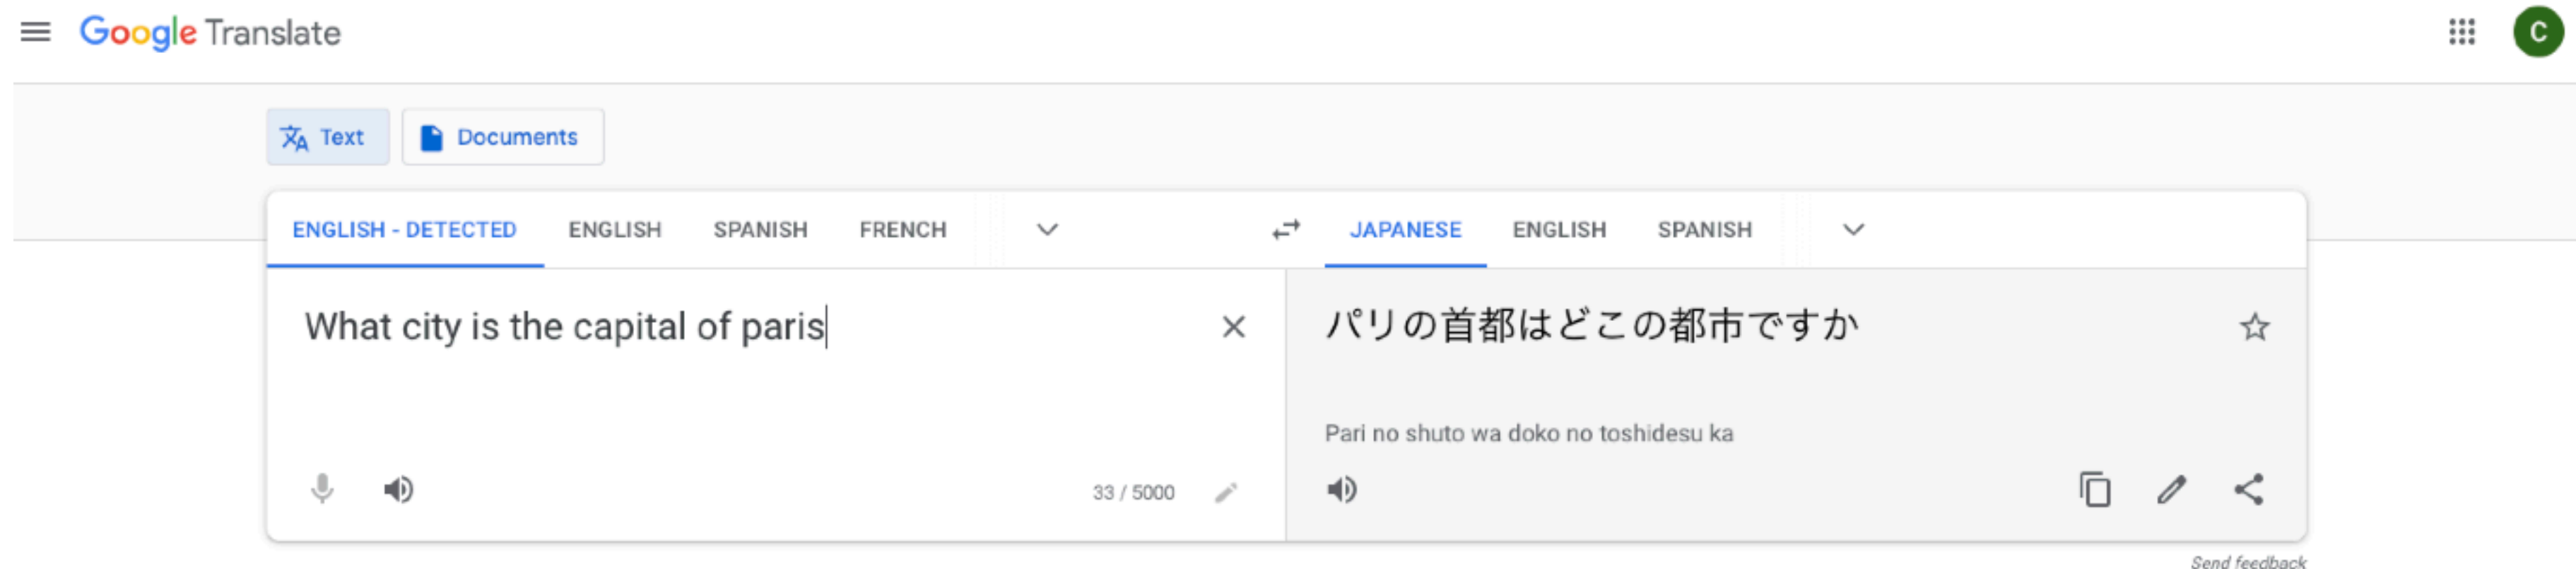 Google Translate
C
Text
Documents
ENGLISH - DETECTED ENGLISH SPANISH FRENCH
JAPANESE ENGLISH SPANISH
What city is the capital of paris
パリの首都はどこの都市ですか
Pari no shuto wa doko no toshidesu ka
33 / 5000
Send feedback